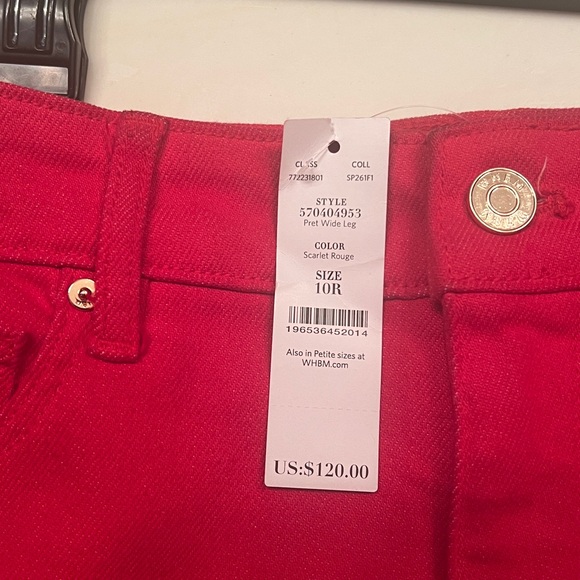 CLASS COLL
772231801 SP261F1
STYLE
570404953
Pret Wide Leg
COLOR
Scarlet Rouge
SIZE
10R
196536452014
Also in Petite sizes at
WHBM.com
US:$120.00